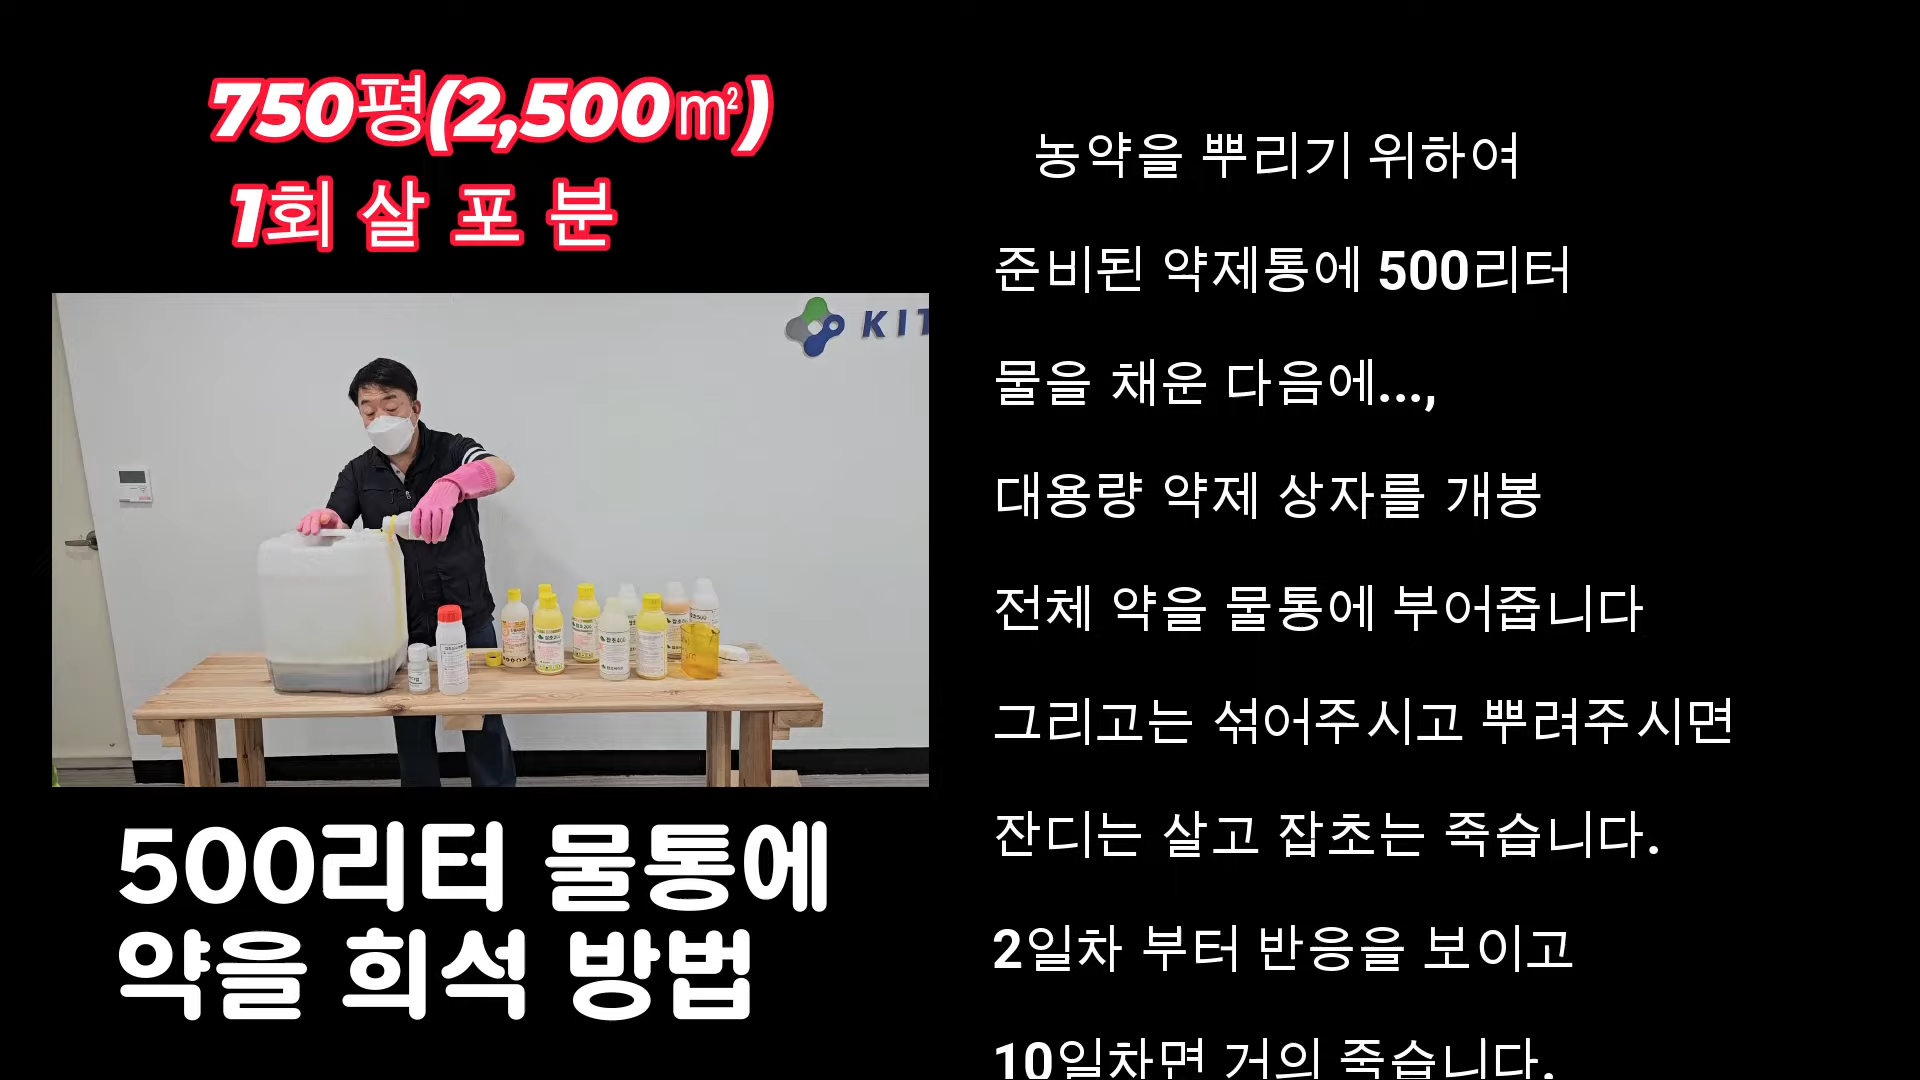 750평(2,500㎡)
1회 살 포 분
KIT
500리터 물통에
약을 희석 방법
농약을 뿌리기 위하여
준비된 약제통에 500리터
물을 채운 다음에...,
대용량 약제 상자를 개봉
전체 약을 물통에 부어줍니다
그리고는 섞어주시고 뿌려주시면
잔디는 살고 잡초는 죽습니다.
2일차 부터 반응을 보이고
10일차면 거의 죽습니다.